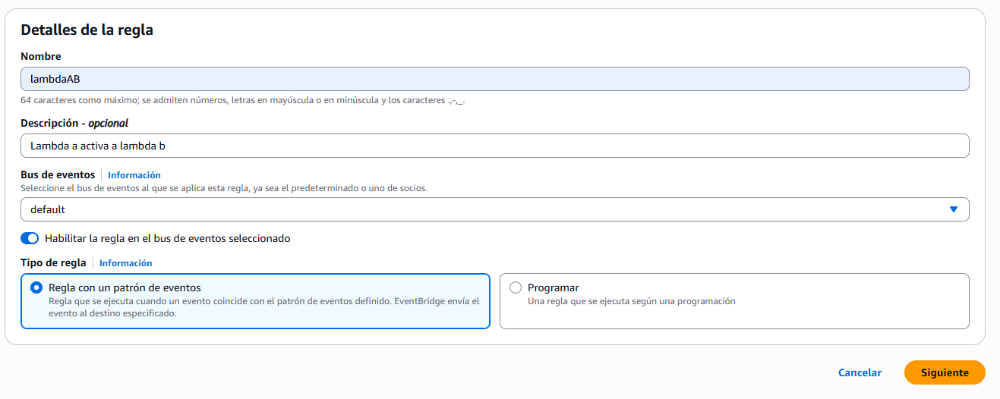 Detalles de la regla
Nombre
lambdaAB
64 caracteres como máximo; se admiten números, letras en mayúscula o en minúscula y los caracteres .,-,_.
Descripción - opcional
Lambda a activa a lambda b
Bus de eventos Información
Seleccione el bus de eventos al que se aplica esta regla, ya sea el predeterminado o uno de socios.
default
Habilitar la regla en el bus de eventos seleccionado
Tipo de regla Información
Regla con un patrón de eventos
Regla que se ejecuta cuando un evento coincide con el patrón de eventos definido. EventBridge envía el
evento al destino especificado.
Programar
Una regla que se ejecuta según una programación
Cancelar Siguiente